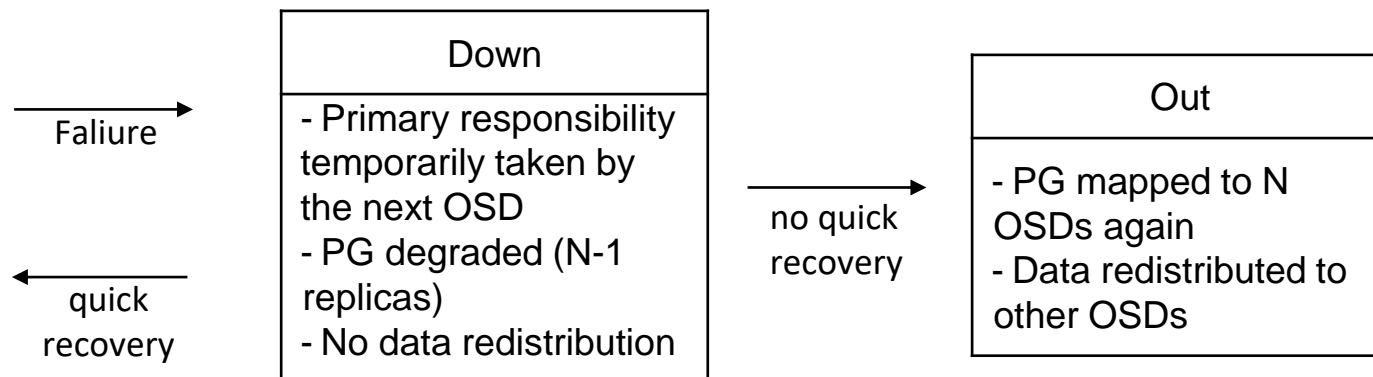 Faliure
quick
recovery
Down
- Primary responsibility
temporarily taken by
the next OSD
- PG degraded (N-1
replicas)
- No data redistribution
no quick
recovery
Out
- PG mapped to N
OSDs again
- Data redistributed to
other OSDs